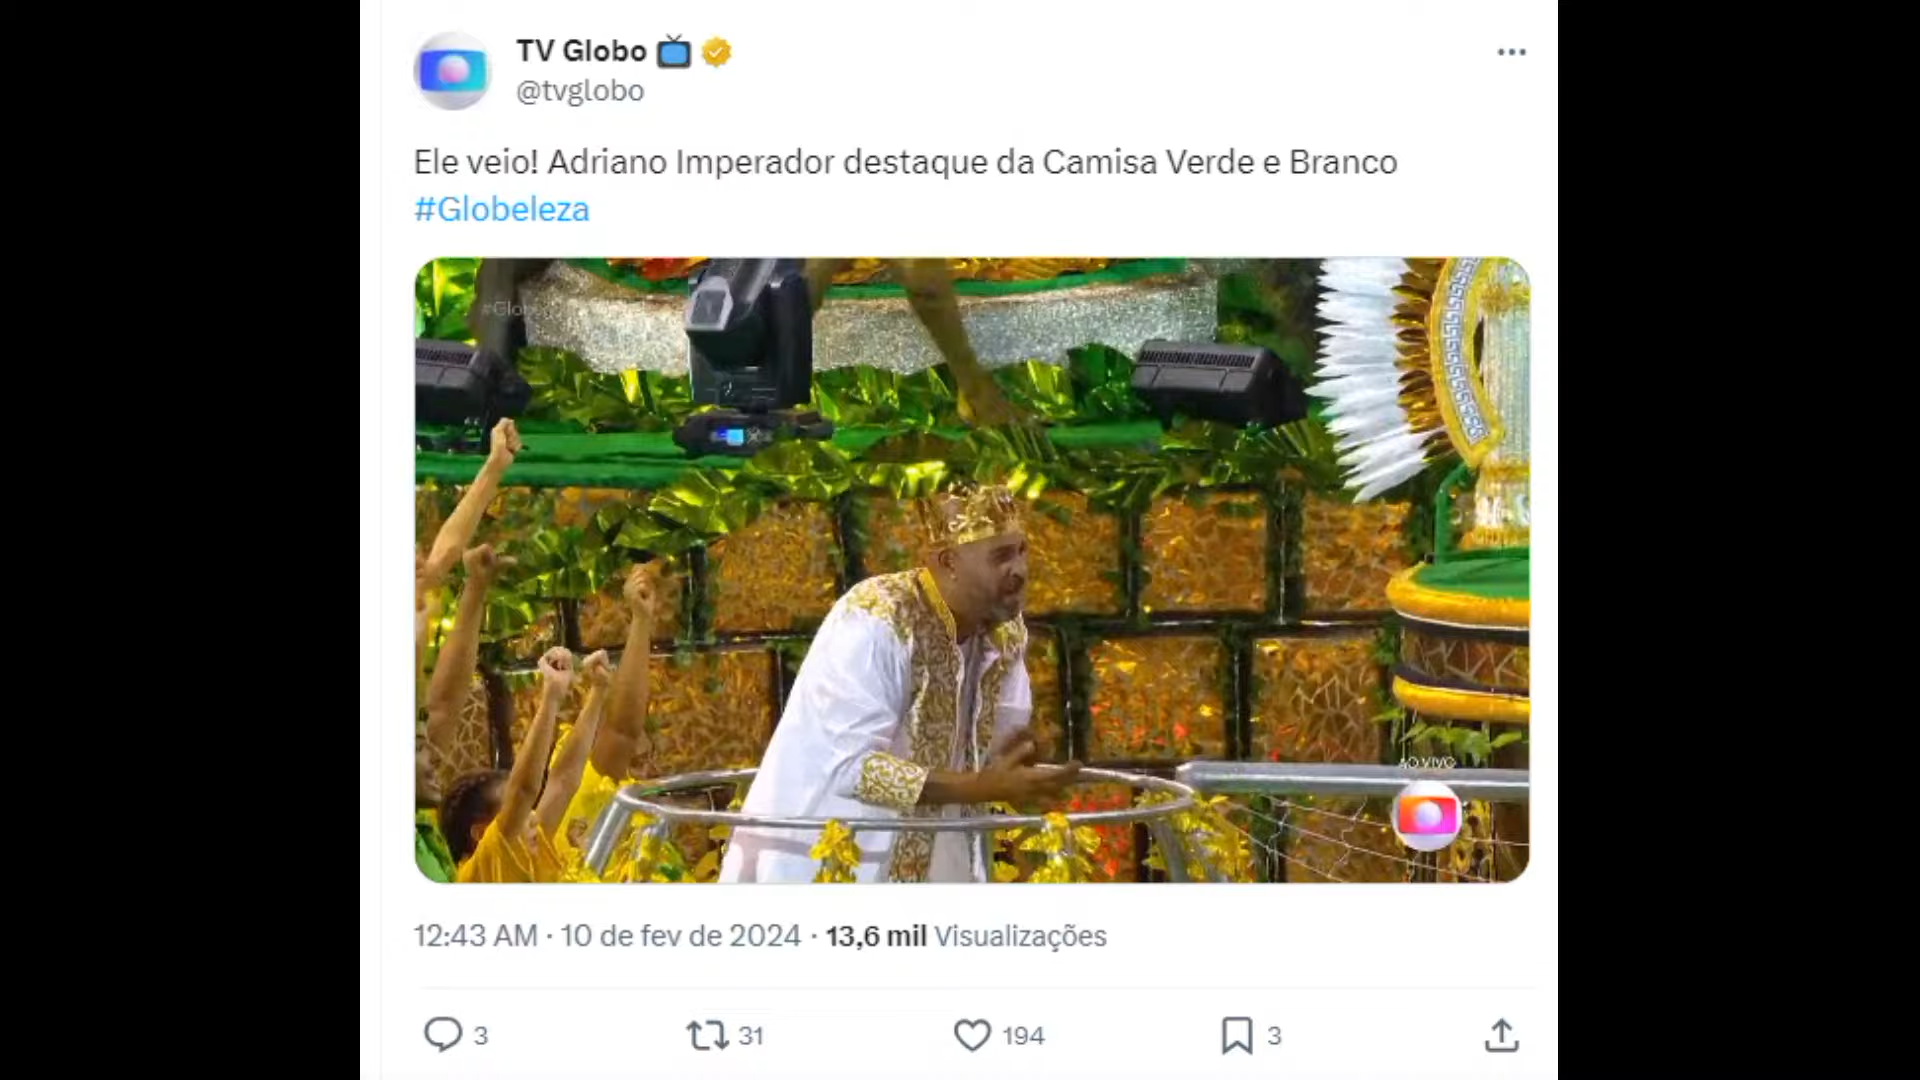 TV Globo
@tvglobo
Ele veio! Adriano Imperador destaque da Camisa Verde e Branco
#Globeleza
#Glob
AO VIVO
12:43 AM · 10 de fev de 2024 · 13,6 mil Visualizações
3
31
194
3